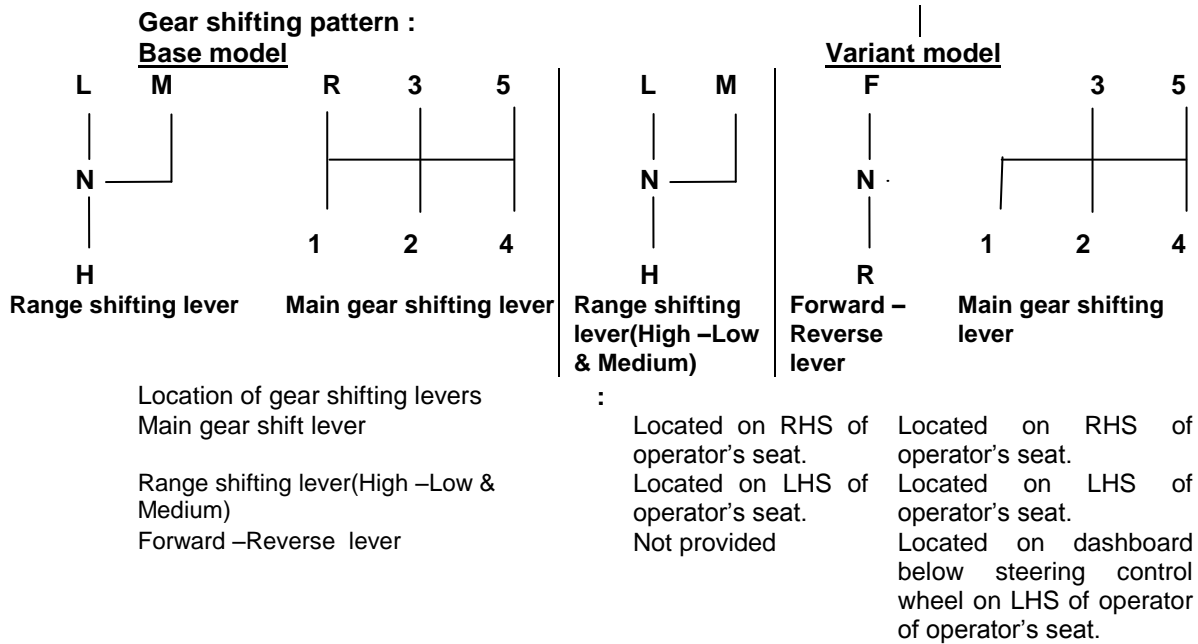 Gear shifting pattern :
Base model Variant model
L M R 3 5 L M F 3 5
N N N
1 2 4 1 2 4
H H R
Range shifting lever Main gear shifting lever Range shifting lever(High –Low & Medium) Forward – Reverse lever Main gear shifting lever
Location of gear shifting levers :
Main gear shift lever Located on RHS of operator's seat. Located on RHS of operator's seat.
Range shifting lever(High –Low & Medium) Located on LHS of operator's seat. Located on LHS of operator's seat.
Forward –Reverse lever Not provided Located on dashboard below steering control wheel on LHS of operator of operator's seat.